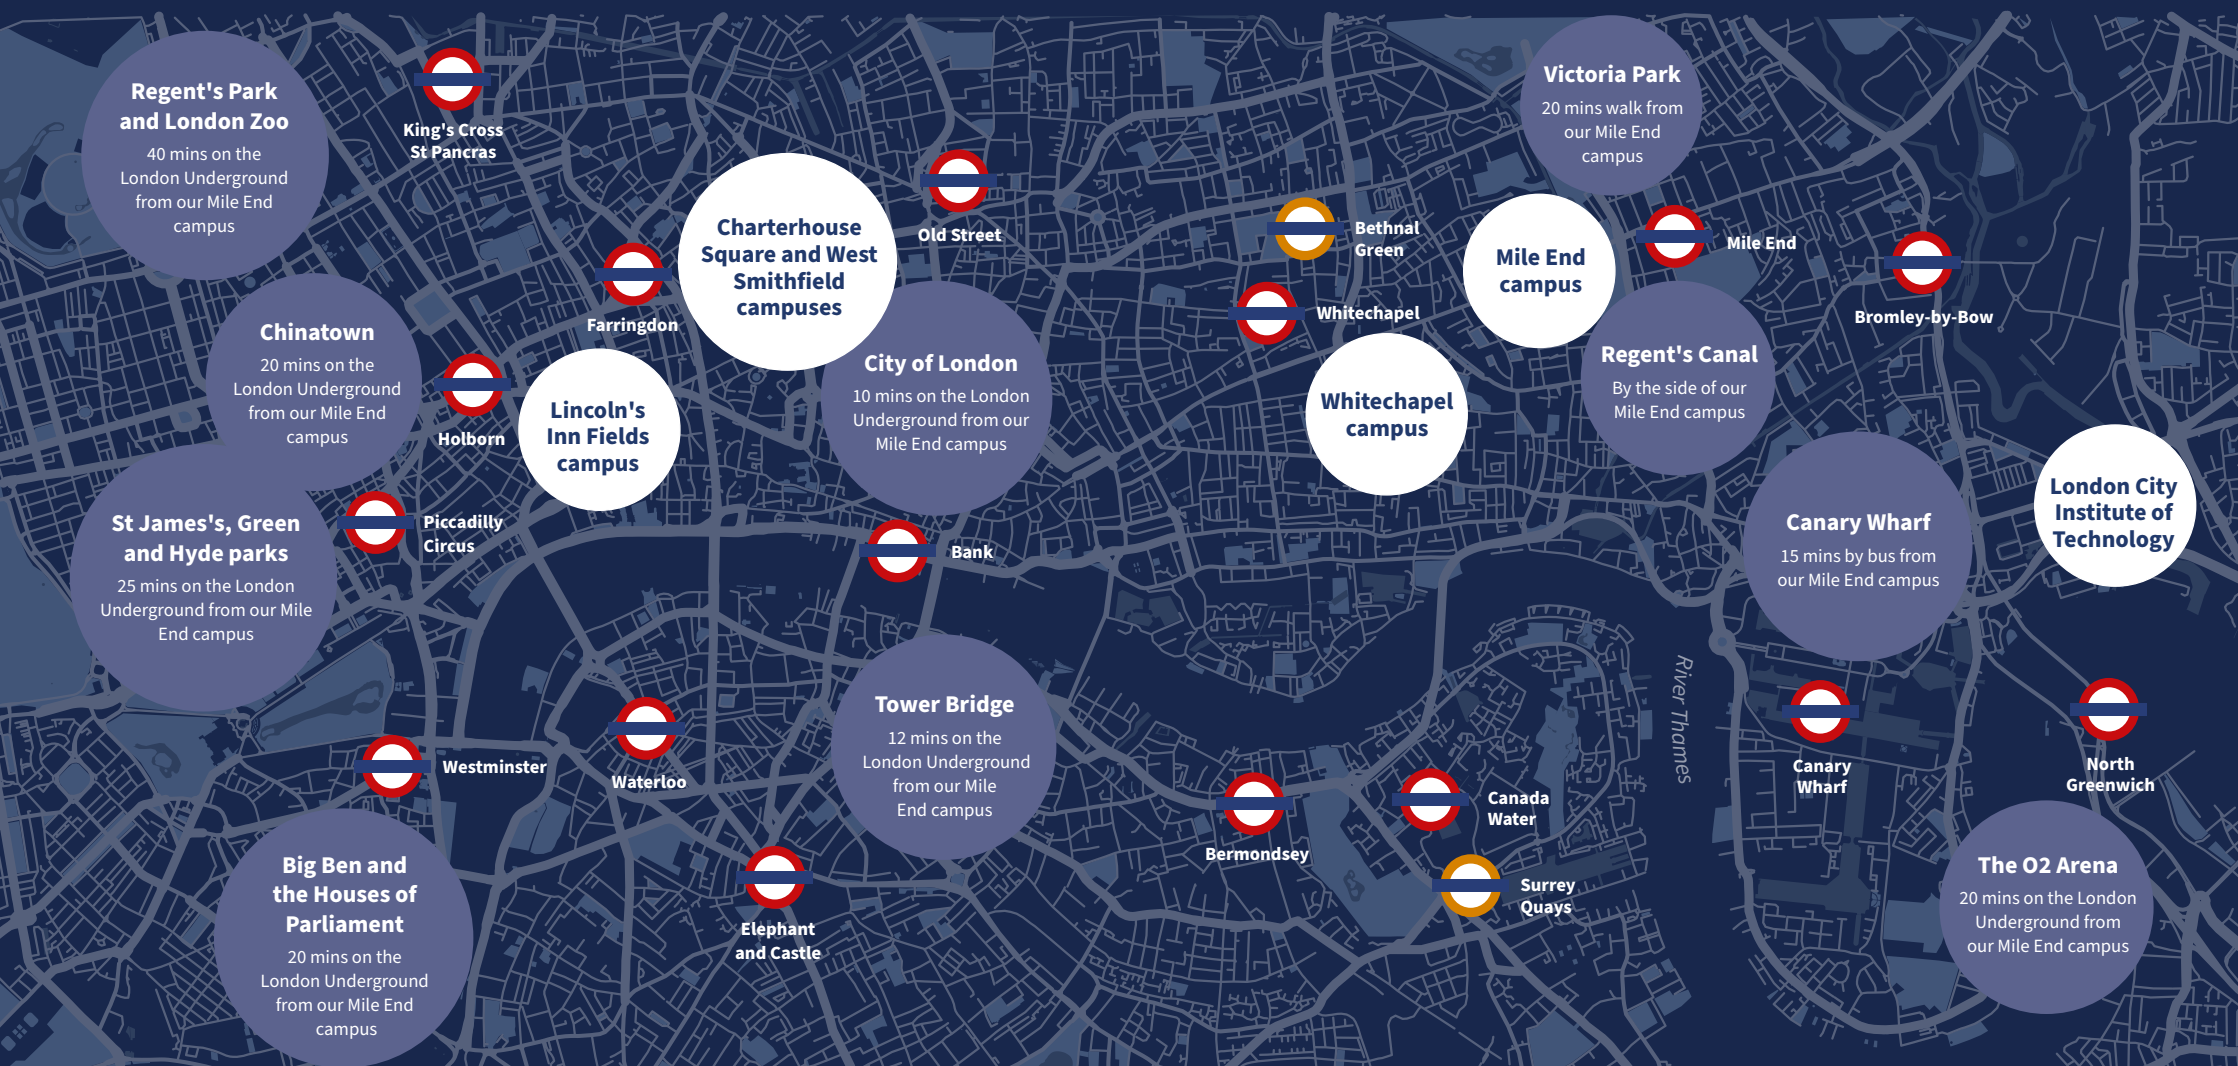 Regent's Park
and London Zoo
40 mins on the
London Underground
from our Mile End
campus
King's Cross
St Pancras
Victoria Park
20 mins walk from
our Mile End
campus
Charterhouse
Square and West
Smithfield
campuses
Old Street
Bethnal
Green
Mile End
campus
Mile End
Bromley-by-Bow
Farringdon
Whitechapel
Chinatown
20 mins on the
London Underground
from our Mile End
campus
Holborn
Lincoln's
Inn Fields
campus
City of London
10 mins on the London
Underground from our
Mile End campus
Whitechapel
campus
Regent's Canal
By the side of our
Mile End campus
St James's, Green
and Hyde parks
25 mins on the London
Underground from our Mile
End campus
Piccadilly
Circus
Bank
Canary Wharf
15 mins by bus from
our Mile End campus
London City
Institute of
Technology
River Thames
Tower Bridge
12 mins on the
London Underground
from our Mile
End campus
Westminster
Waterloo
Canary
Wharf
North
Greenwich
Canada
Water
Bermondsey
Surrey
Quays
Big Ben and
the Houses of
Parliament
20 mins on the
London Underground
from our Mile End
campus
Elephant
and Castle
The O2 Arena
20 mins on the London
Underground from
our Mile End campus